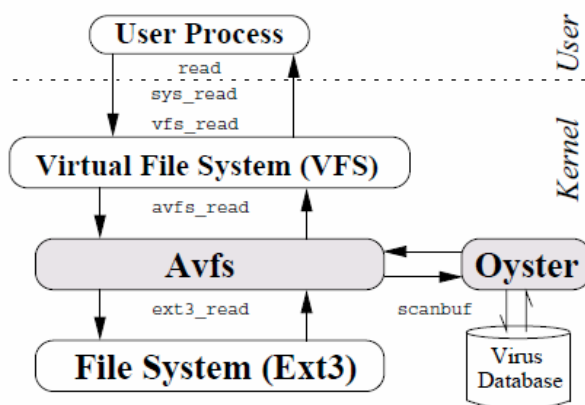 User Process
User
read
sys_read
vfs_read
Kernel
Virtual File System (VFS)
avfs_read
Avfs
Oyster
ext3_read
scanbuf
File System (Ext3)
Virus
Database